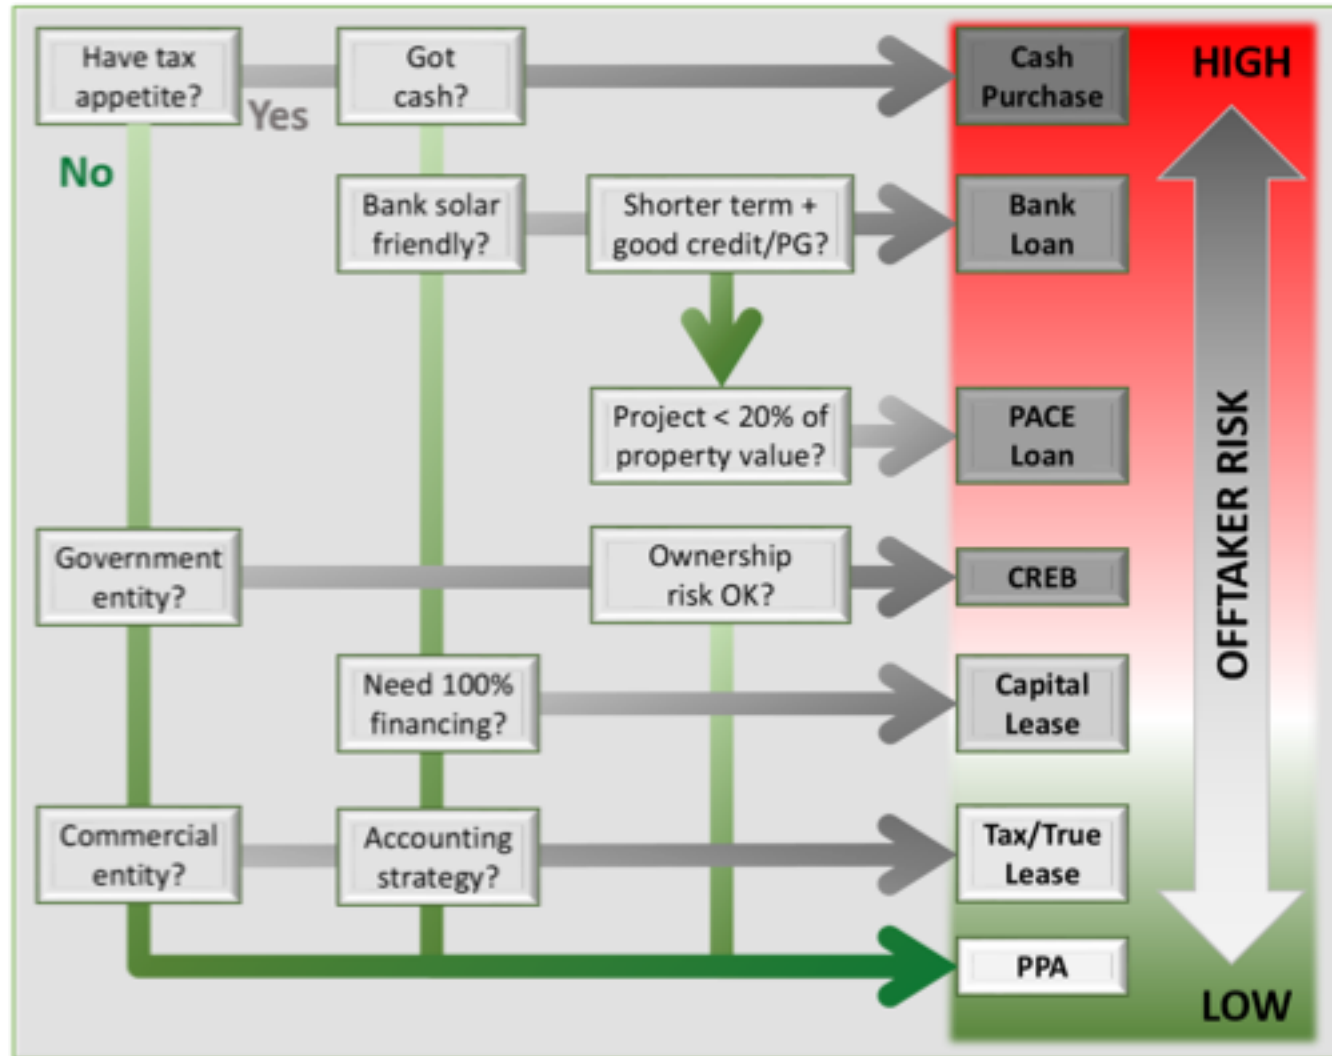 Have tax
appetite?
Yes
Got
cash?
Cash
Purchase
HIGH
No
Bank solar
friendly?
Shorter term +
good credit/PG?
Bank
Loan
Project < 20% of
property value?
PACE
Loan
OFFTAKER RISK
Government
entity?
Ownership
risk OK?
CREB
Need 100%
financing?
Capital
Lease
Commercial
entity?
Accounting
strategy?
Tax/True
Lease
PPA
LOW